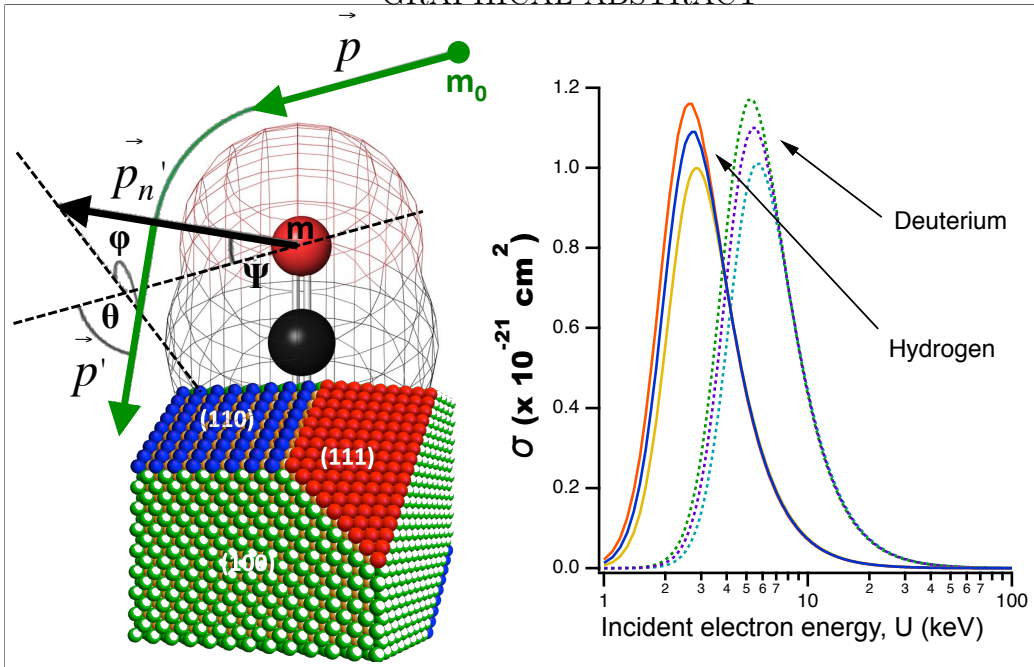 GRAPHICAL ABSTRACT
p⃗
m₀
p⃗ₙ'
m
φ
Ψ
θ
p⃗'
(110)
(111)
(100)
σ (x 10⁻²¹ cm²)
1.2
1.0
0.8
0.6
0.4
0.2
0.0
Deuterium
Hydrogen
1 2 3 4 5 6 7 10 2 3 4 5 6 7 100
Incident electron energy, U (keV)